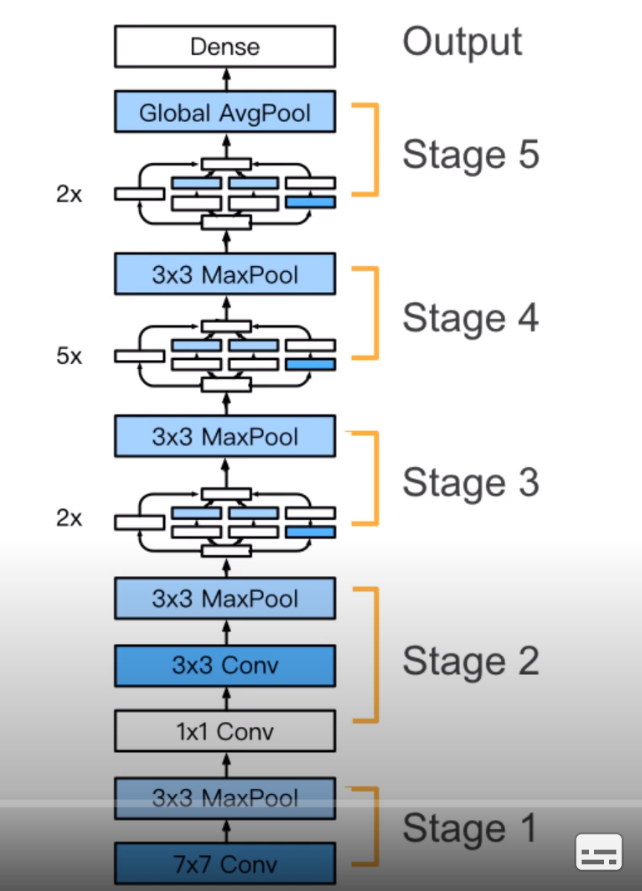 Dense
Output
Global AvgPool
Stage 5
2x
3x3 MaxPool
Stage 4
5x
3x3 MaxPool
Stage 3
2x
3x3 MaxPool
3x3 Conv
Stage 2
1x1 Conv
3x3 MaxPool
Stage 1
7x7 Conv